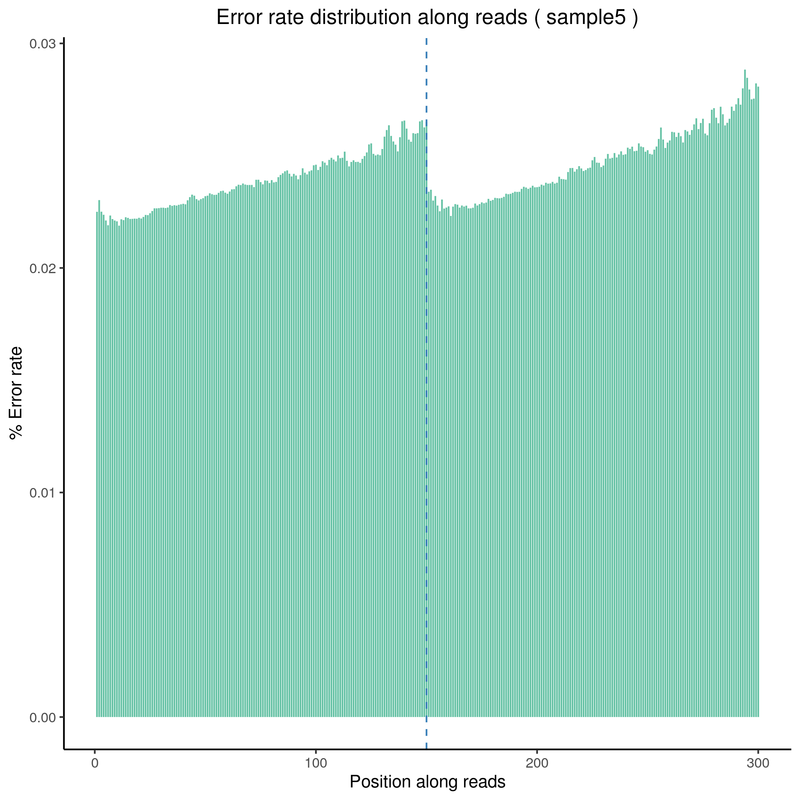 Error rate distribution along reads ( sample5 )
% Error rate
0.03
0.02
0.01
0.00
0
100
200
300
Position along reads